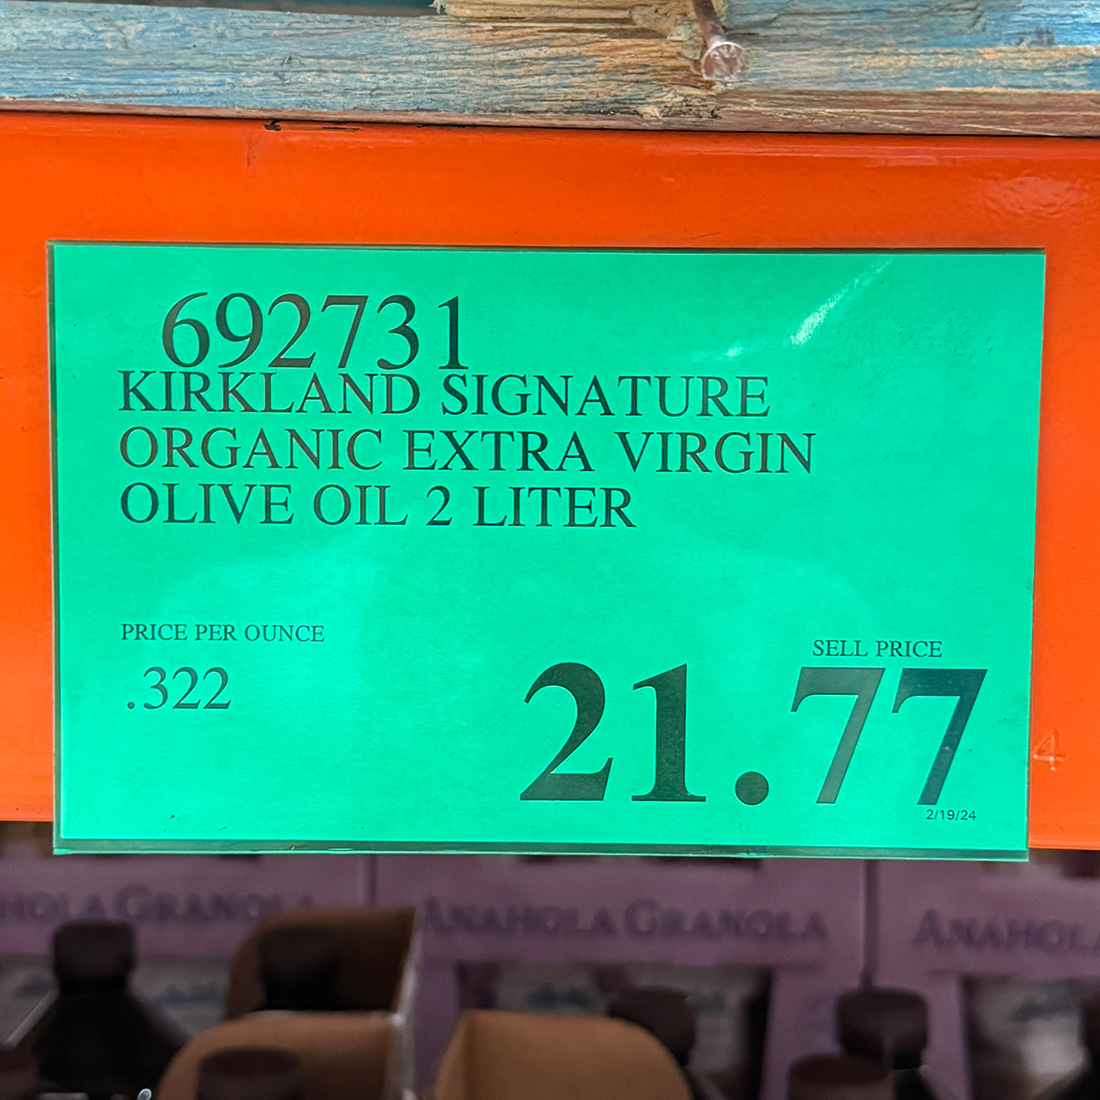 692731
KIRKLAND SIGNATURE
ORGANIC EXTRA VIRGIN
OLIVE OIL 2 LITER
PRICE PER OUNCE
.322
SELL PRICE
21.77
2/19/24
4
HOLA GRANOLA
ANAHOLA GRANOLA
ANAHOLA